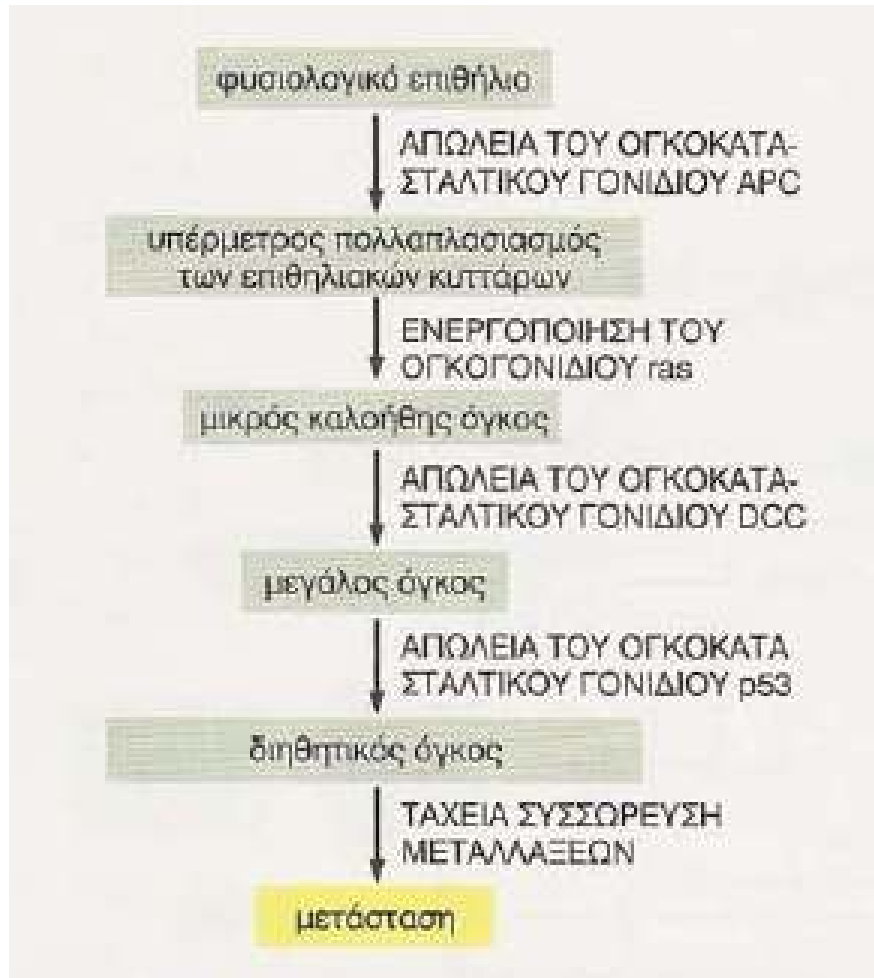 φυσιολογικό επιθήλιο
ΑΠΩΛΕΙΑ ΤΟΥ ΟΓΚΟΚΑΤΑ-
ΣΤΑΛΤΙΚΟΥ ΓΟΝΙΔΙΟΥ APC
υπέρμετρος πολλαπλασιασμός
των επιθηλιακών κυττάρων
ΕΝΕΡΓΟΠΟΙΗΣΗ ΤΟΥ
ΟΓΚΟΓΟΝΙΔΙΟΥ ras
μικρός καλοήθης όγκος
ΑΠΩΛΕΙΑ ΤΟΥ ΟΓΚΟΚΑΤΑ-
ΣΤΑΛΤΙΚΟΥ ΓΟΝΙΔΙΟΥ DCC
μεγάλος όγκος
ΑΠΩΛΕΙΑ ΤΟΥ ΟΓΚΟΚΑΤΑ
ΣΤΑΛΤΙΚΟΥ ΓΟΝΙΔΙΟΥ p53
διηθητικός όγκος
ΤΑΧΕΙΑ ΣΥΣΣΩΡΕΥΣΗ
ΜΕΤΑΛΛΑΞΕΩΝ
μετάσταση